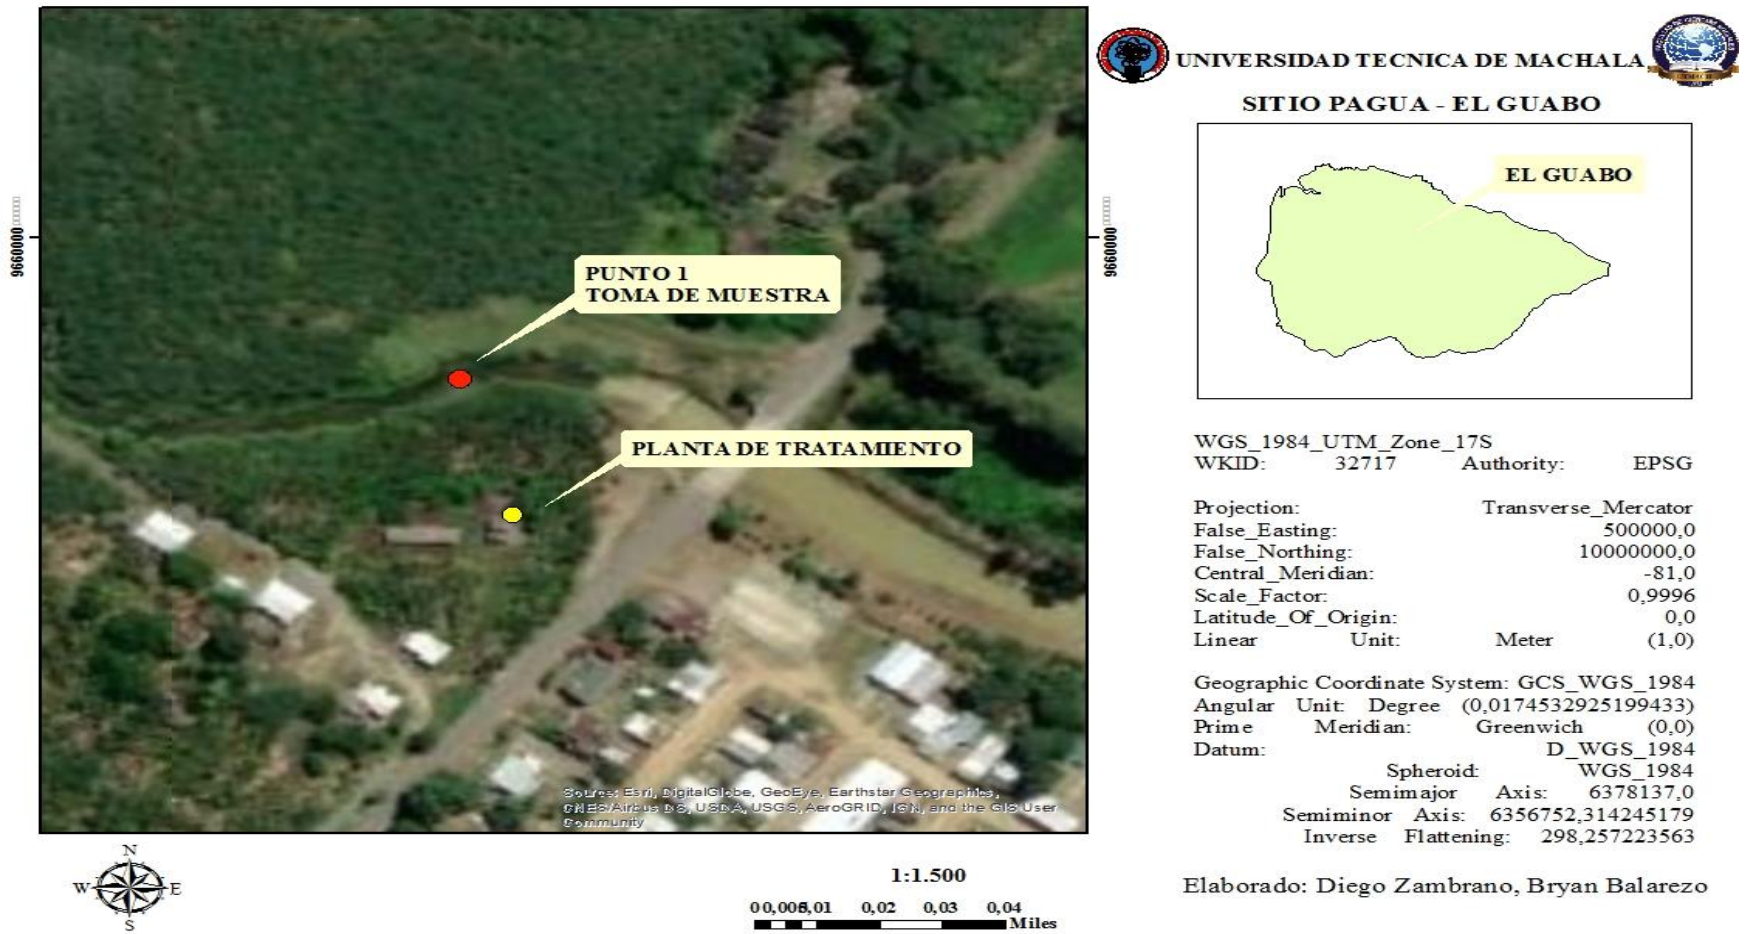 UNIVERSIDAD TECNICA DE MACHALA
SITIO PAGUA - EL GUABO
EL GUABO
9660000
9660000
PUNTO 1
TOMA DE MUESTRA
PLANTA DE TRATAMIENTO
Source: Esri, DigitalGlobe, GeoEye, Earthstar Geographics,
CNES/Airbus DS, USDA, USGS, AeroGRID, IGN, and the GIS User
Community
WGS_1984_UTM_Zone_17S
WKID: 32717 Authority: EPSG
Projection: Transverse_Mercator
False_Easting: 500000,0
False_Northing: 10000000,0
Central_Meridian: -81,0
Scale_Factor: 0,9996
Latitude_Of_Origin: 0,0
Linear Unit: Meter (1,0)
Geographic Coordinate System: GCS_WGS_1984
Angular Unit: Degree (0,0174532925199433)
Prime Meridian: Greenwich (0,0)
Datum: D_WGS_1984
Spheroid: WGS_1984
Semimajor Axis: 6378137,0
Semiminor Axis: 6356752,314245179
Inverse Flattening: 298,257223563
Elaborado: Diego Zambrano, Bryan Balarezo
N
W E
S
1:1.500
0 0,005 0,01 0,02 0,03 0,04
Miles